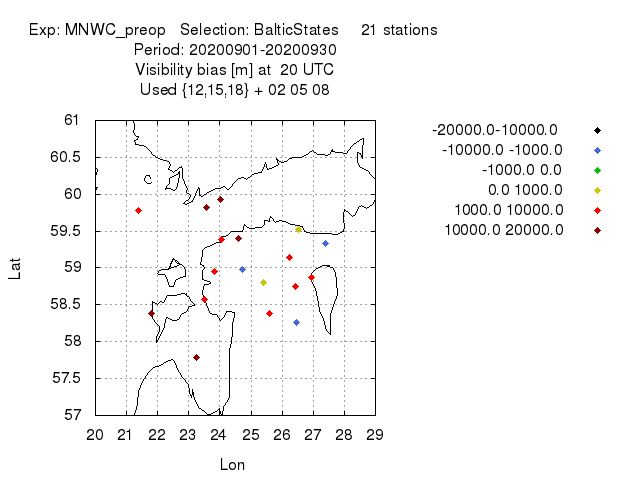 Exp: MNWC_preop Selection: BalticStates 21 stations
Period: 20200901-20200930
Visibility bias [m] at 20 UTC
Used {12,15,18} + 02 05 08
-20000.0-10000.0
-10000.0 -1000.0
-1000.0 0.0
0.0 1000.0
1000.0 10000.0
10000.0 20000.0
61
60.5
60
59.5
59
58.5
58
57.5
57
Lat
20 21 22 23 24 25 26 27 28 29
Lon